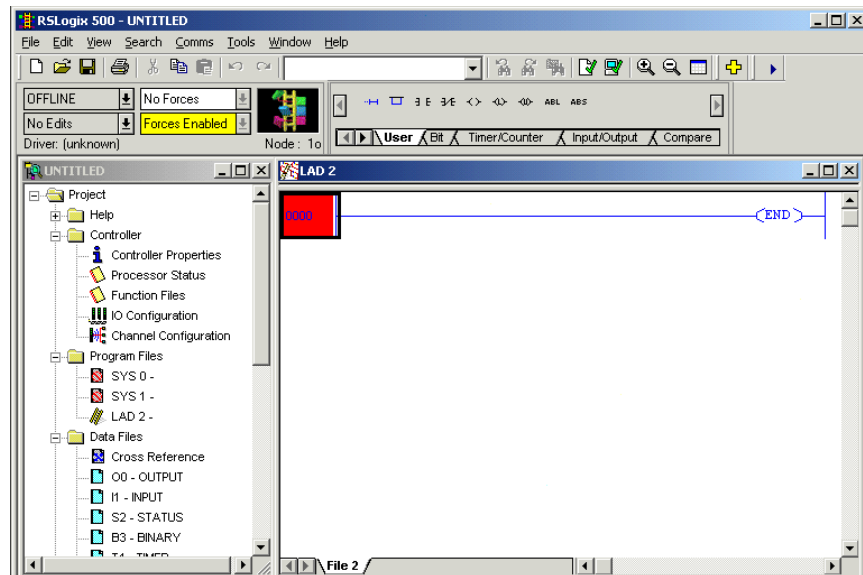 RSLogix 500 - UNTITLED
File Edit View Search Comms Tools Window Help
OFFLINE No Forces
No Edits Forces Enabled
Driver: (unknown) Node : 1o
ABL ABS
User Bit Timer/Counter Input/Output Compare
UNTITLED
Project
Help
Controller
Controller Properties
Processor Status
Function Files
IO Configuration
Channel Configuration
Program Files
SYS 0 -
SYS 1 -
LAD 2 -
Data Files
Cross Reference
O0 - OUTPUT
I1 - INPUT
S2 - STATUS
B3 - BINARY
LAD 2
0000
END
File 2